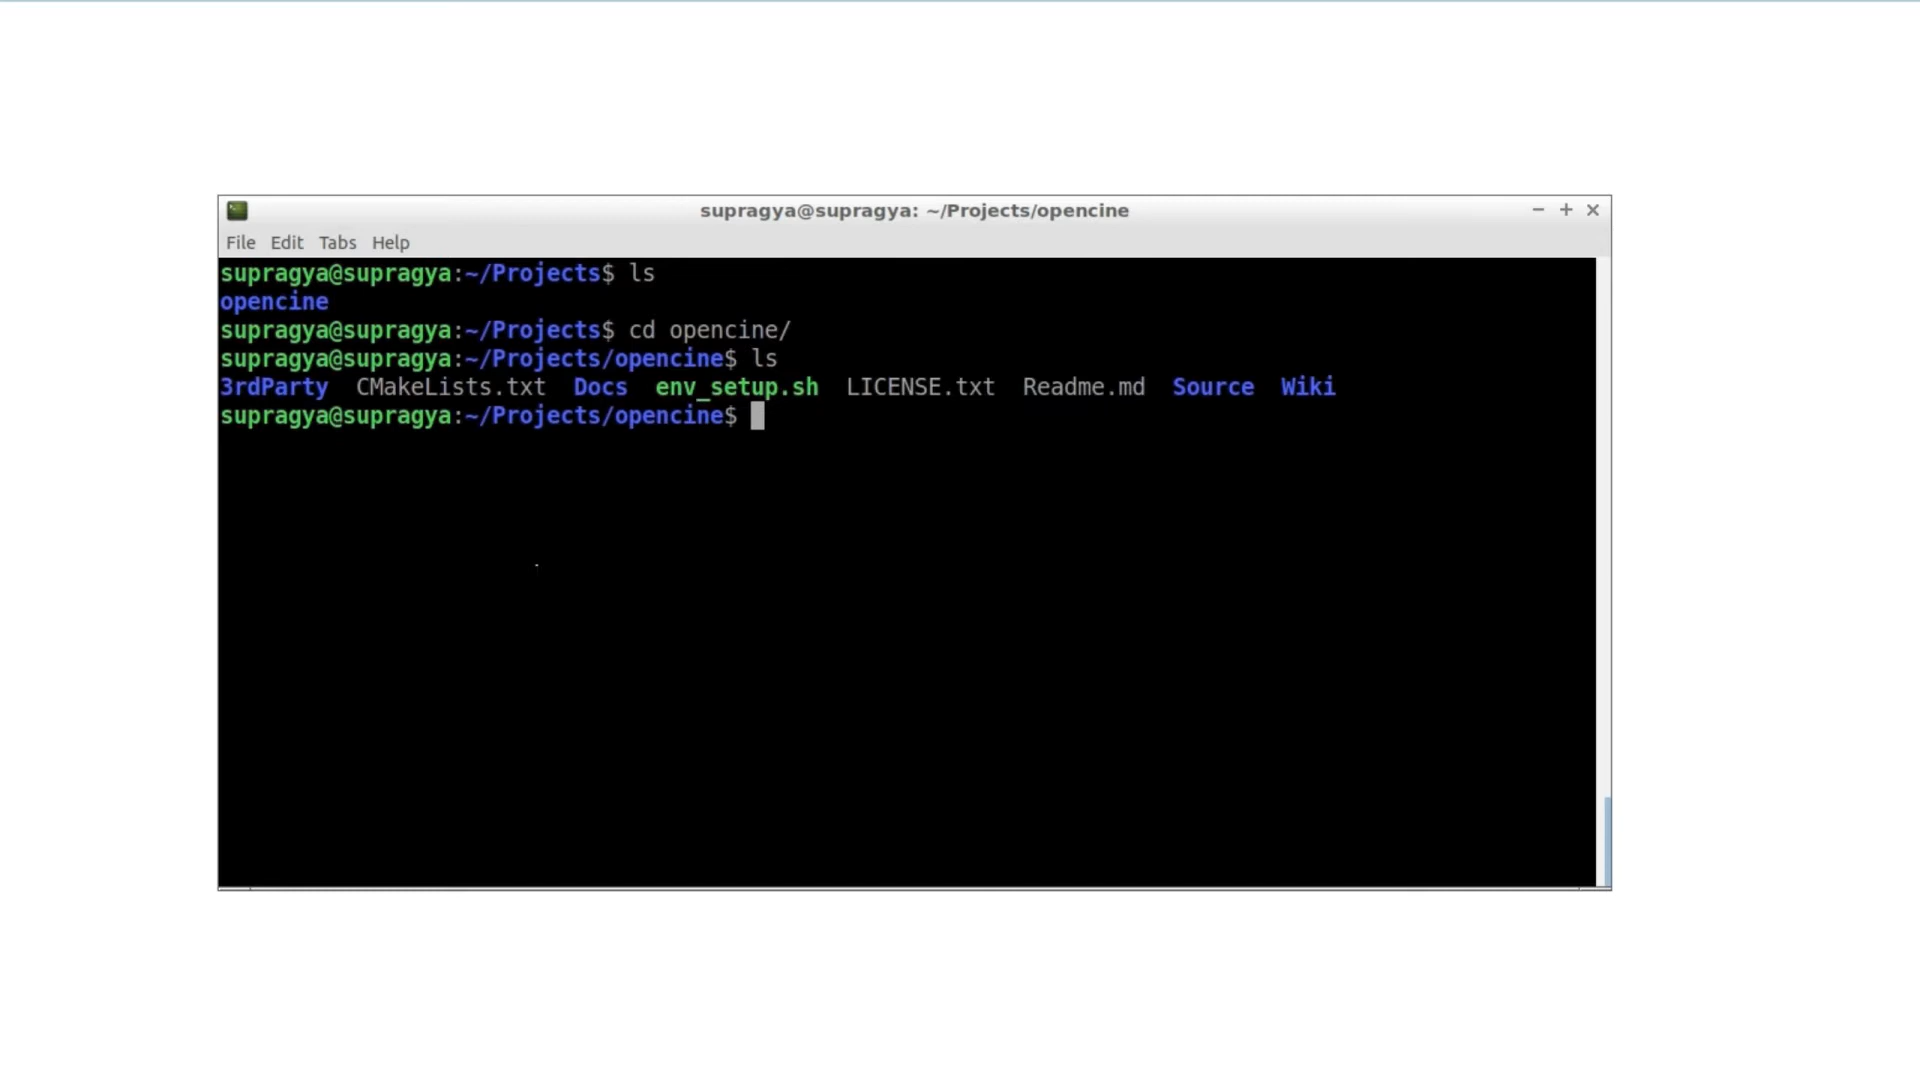 supragya@supragya: ~/Projects/opencine
File Edit Tabs Help
supragya@supragya:~/Projects$ ls
opencine
supragya@supragya:~/Projects$ cd opencine/
supragya@supragya:~/Projects/opencine$ ls
3rdParty CMakeLists.txt Docs env_setup.sh LICENSE.txt Readme.md Source Wiki
supragya@supragya:~/Projects/opencine$